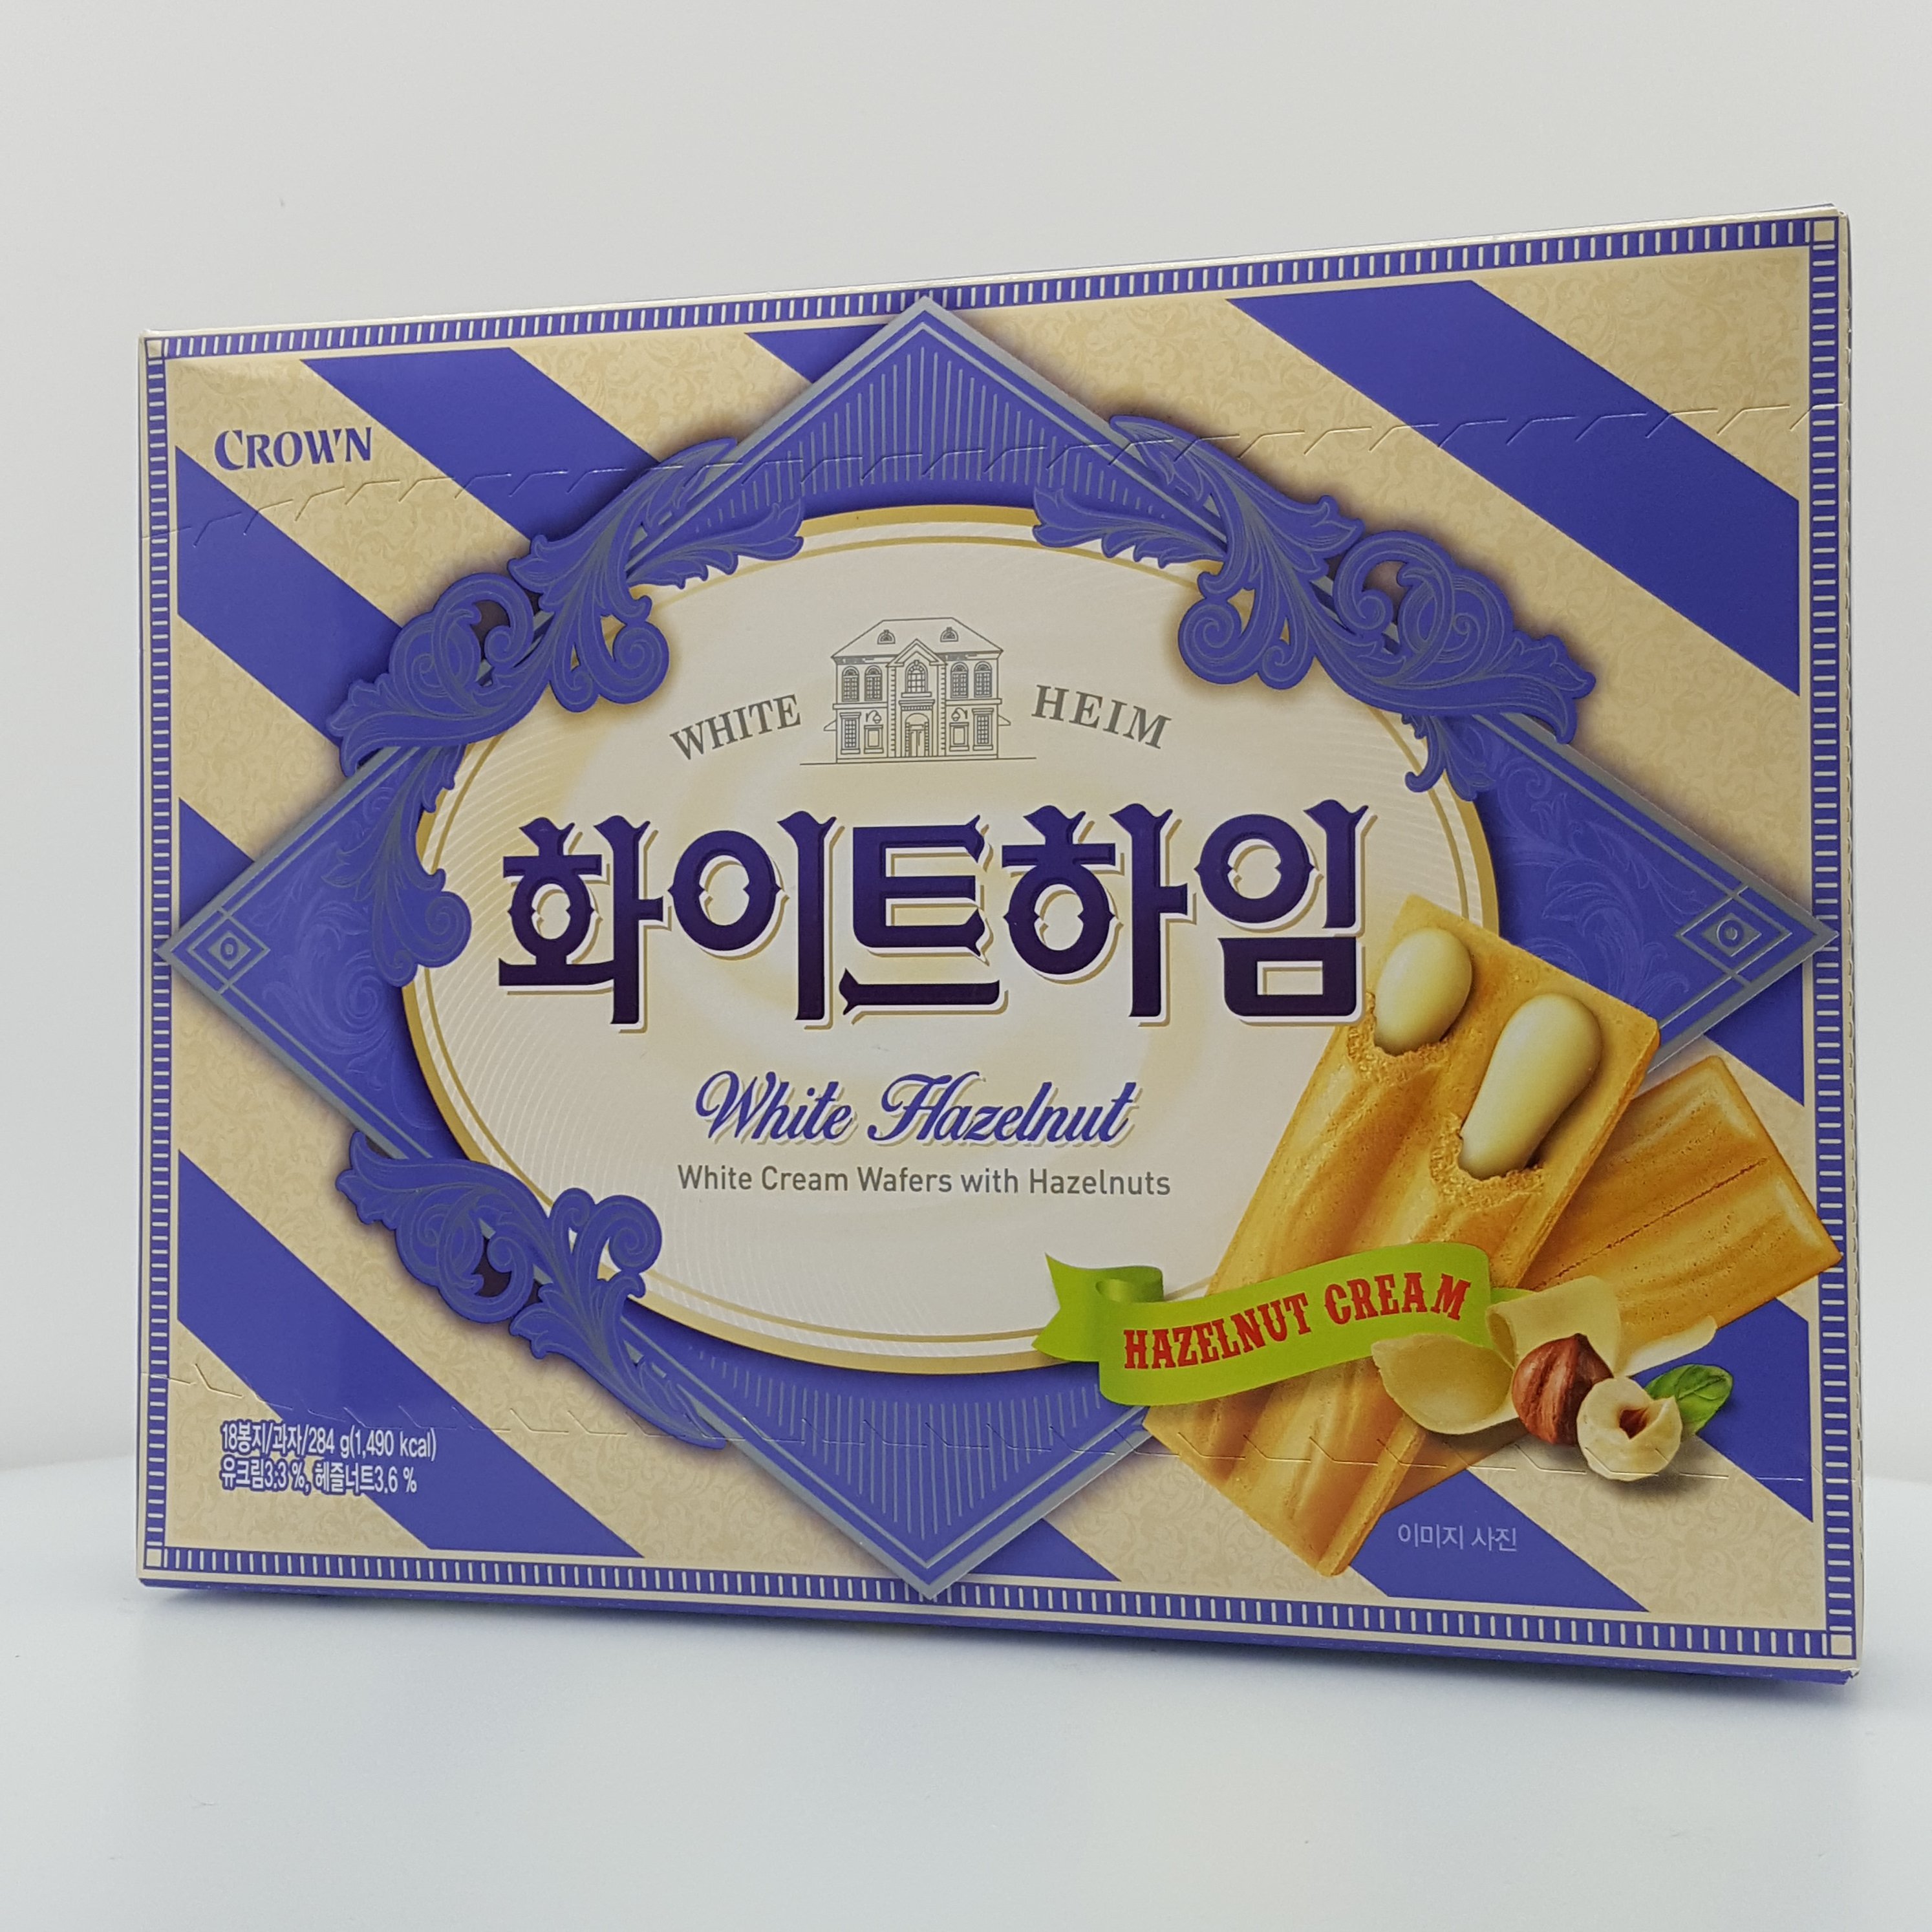 CROWN
WHITE HEIM
화이트하임
White Hazelnut
White Cream Wafers with Hazelnuts
HAZELNUT CREAM
18봉지/과자/284 g(1,490 kcal)
유크림3.3 %, 헤즐너트3.6 %
이미지 사진